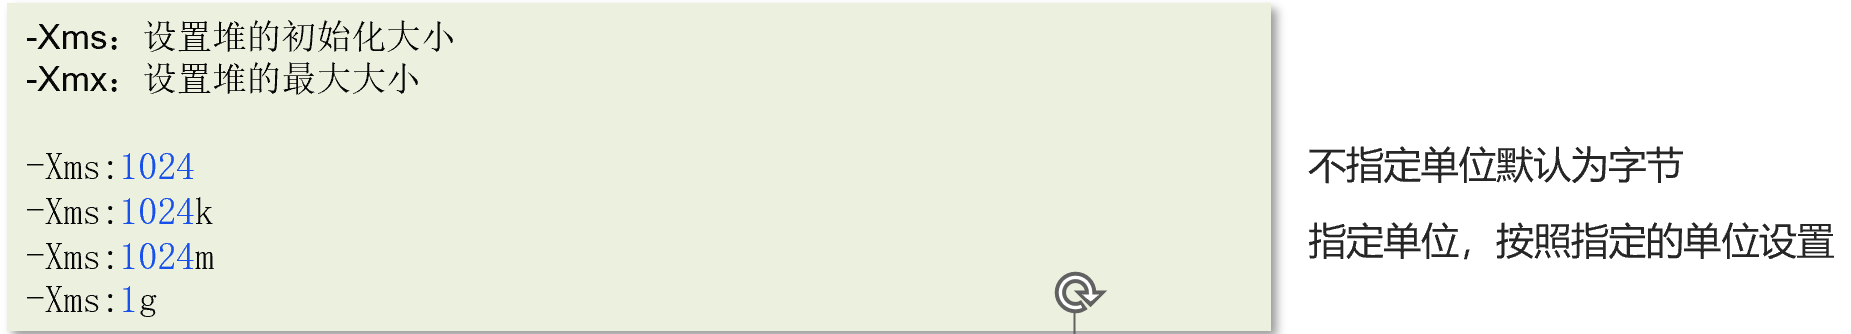 -Xms：设置堆的初始化大小
-Xmx：设置堆的最大大小
-Xms:1024
-Xms:1024k
-Xms:1024m
-Xms:1g
不指定单位默认为字节
指定单位，按照指定的单位设置